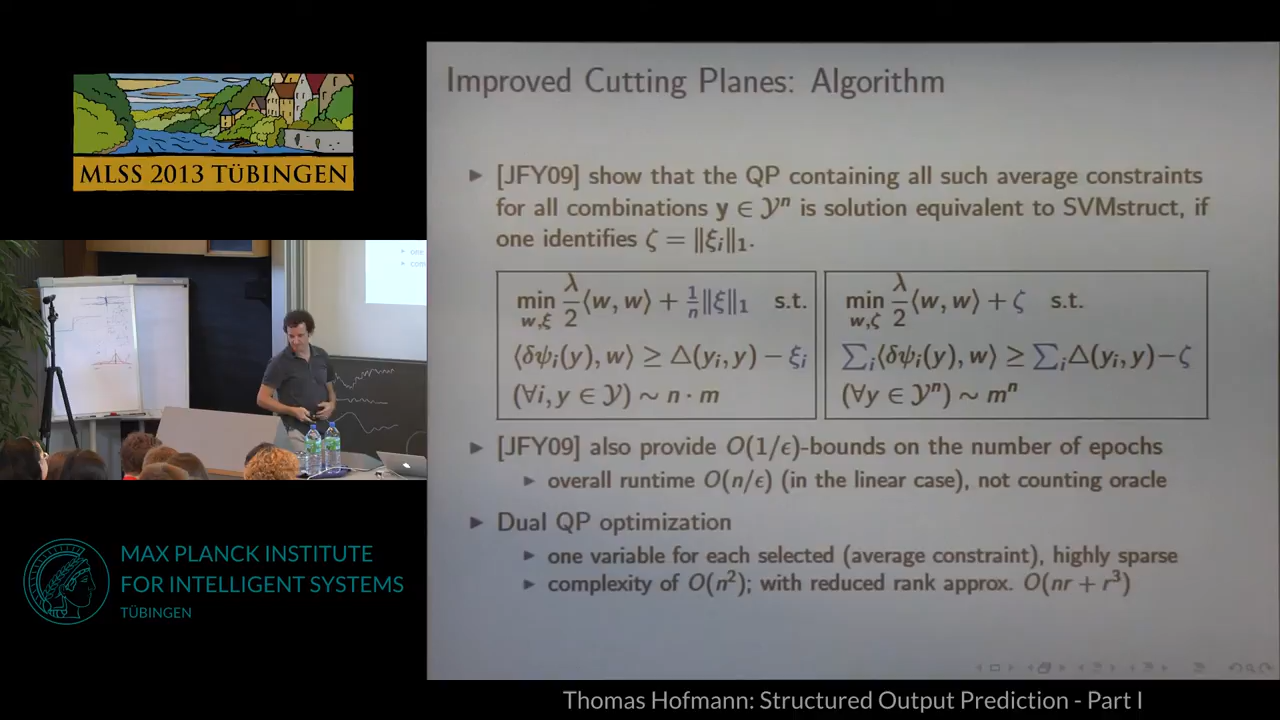 MLSS 2013 TÜBINGEN
Improved Cutting Planes: Algorithm
▶ [JFY09] show that the QP containing all such average constraints
for all combinations y ∈ 𝒴ⁿ is solution equivalent to SVMstruct, if
one identifies ζ = ‖ξᵢ‖₁.
min_{w,ξ} λ/2 ⟨w, w⟩ + 1/n ‖ξ‖₁ s.t.
⟨δψᵢ(y), w⟩ ≥ Δ(yᵢ, y) − ξᵢ
(∀i, y ∈ 𝒴) ∼ n · m
min_{w,ζ} λ/2 ⟨w, w⟩ + ζ s.t.
∑ᵢ⟨δψᵢ(y), w⟩ ≥ ∑ᵢΔ(yᵢ, y)−ζ
(∀y ∈ 𝒴ⁿ) ∼ mⁿ
▶ [JFY09] also provide O(1/ϵ)-bounds on the number of epochs
▶ overall runtime O(n/ϵ) (in the linear case), not counting oracle
▶ Dual QP optimization
▶ one variable for each selected (average constraint), highly sparse
▶ complexity of O(n²); with reduced rank approx. O(nr + r³)
MAX PLANCK INSTITUTE
FOR INTELLIGENT SYSTEMS
TÜBINGEN
Thomas Hofmann: Structured Output Prediction - Part I